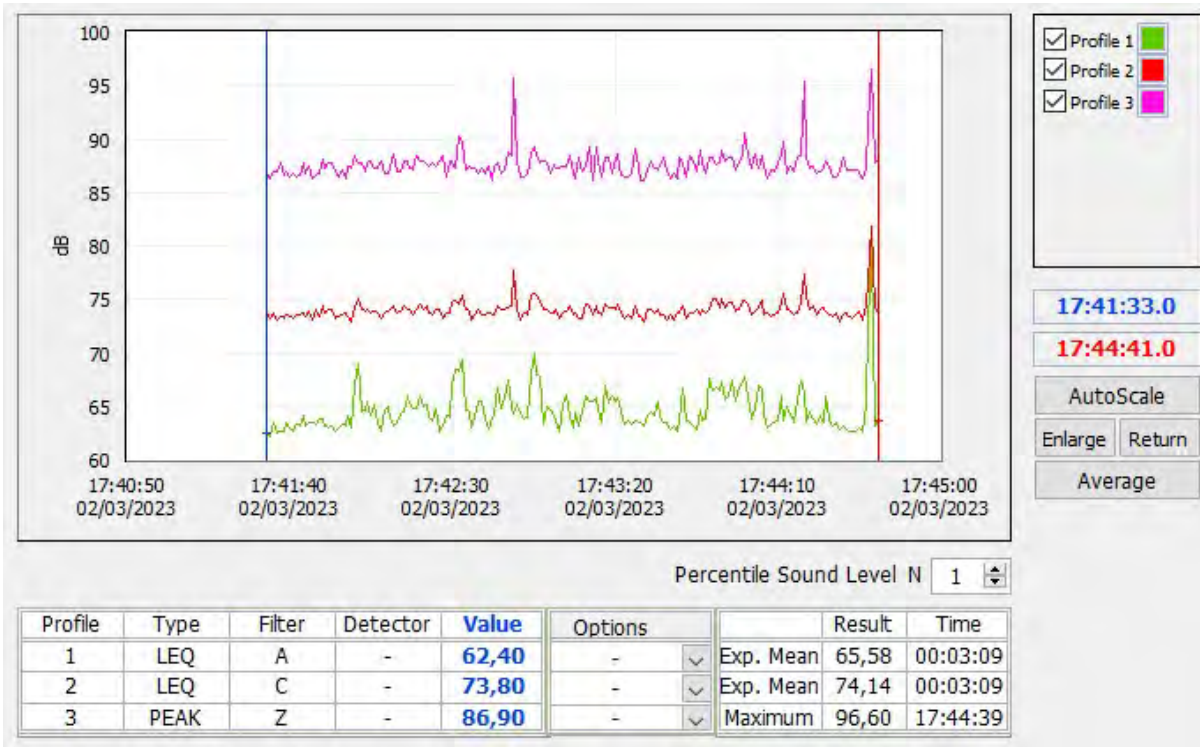 100
95
90
85
80
75
70
65
60
dB
17:40:50 17:41:40 17:42:30 17:43:20 17:44:10 17:45:00
02/03/2023 02/03/2023 02/03/2023 02/03/2023 02/03/2023 02/03/2023
Profile 1
Profile 2
Profile 3
17:41:33.0
17:44:41.0
AutoScale
Enlarge Return
Average
Percentile Sound Level N 1
Profile Type Filter Detector Value Options Result Time
1 LEQ A - 62,40 - Exp. Mean 65,58 00:03:09
2 LEQ C - 73,80 - Exp. Mean 74,14 00:03:09
3 PEAK Z - 86,90 - Maximum 96,60 17:44:39